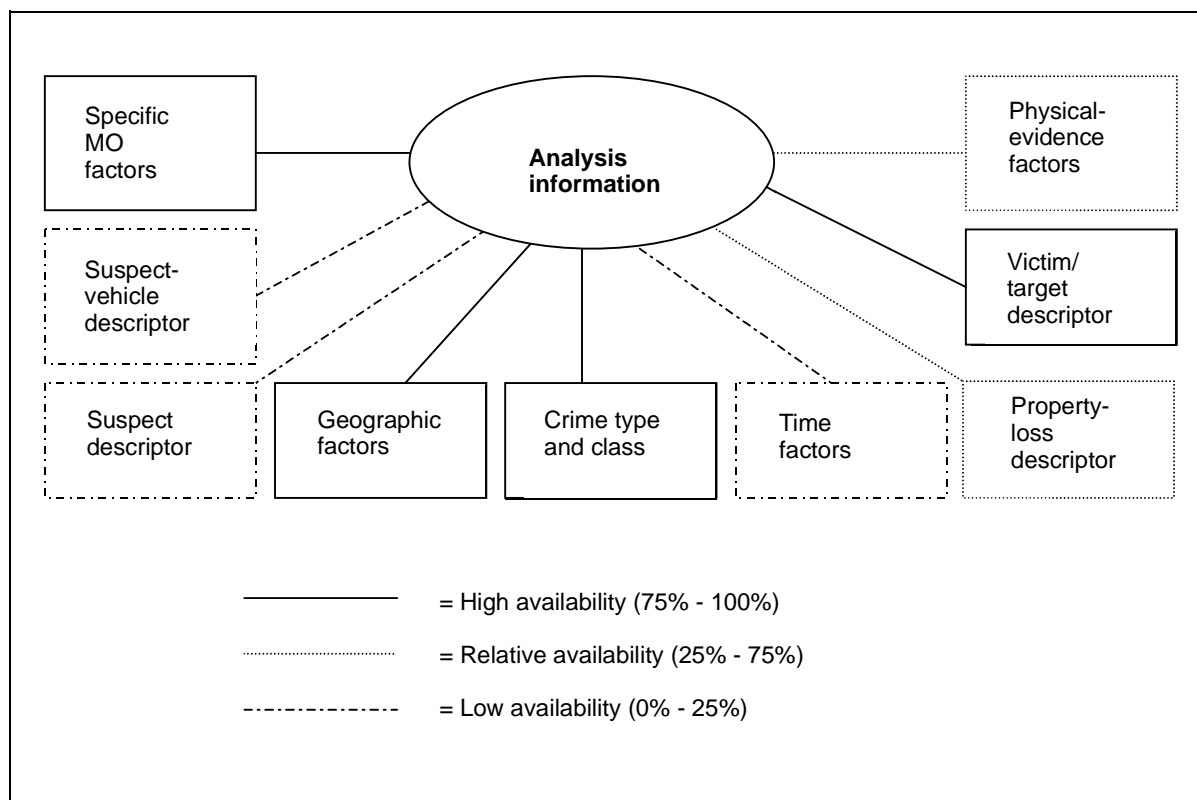 Specific
MO
factors
Analysis
information
Physical-
evidence
factors
Suspect-
vehicle
descriptor
Victim/
target
descriptor
Suspect
descriptor
Geographic
factors
Crime type
and class
Time
factors
Property-
loss
descriptor
= High availability (75% - 100%)
= Relative availability (25% - 75%)
= Low availability (0% - 25%)